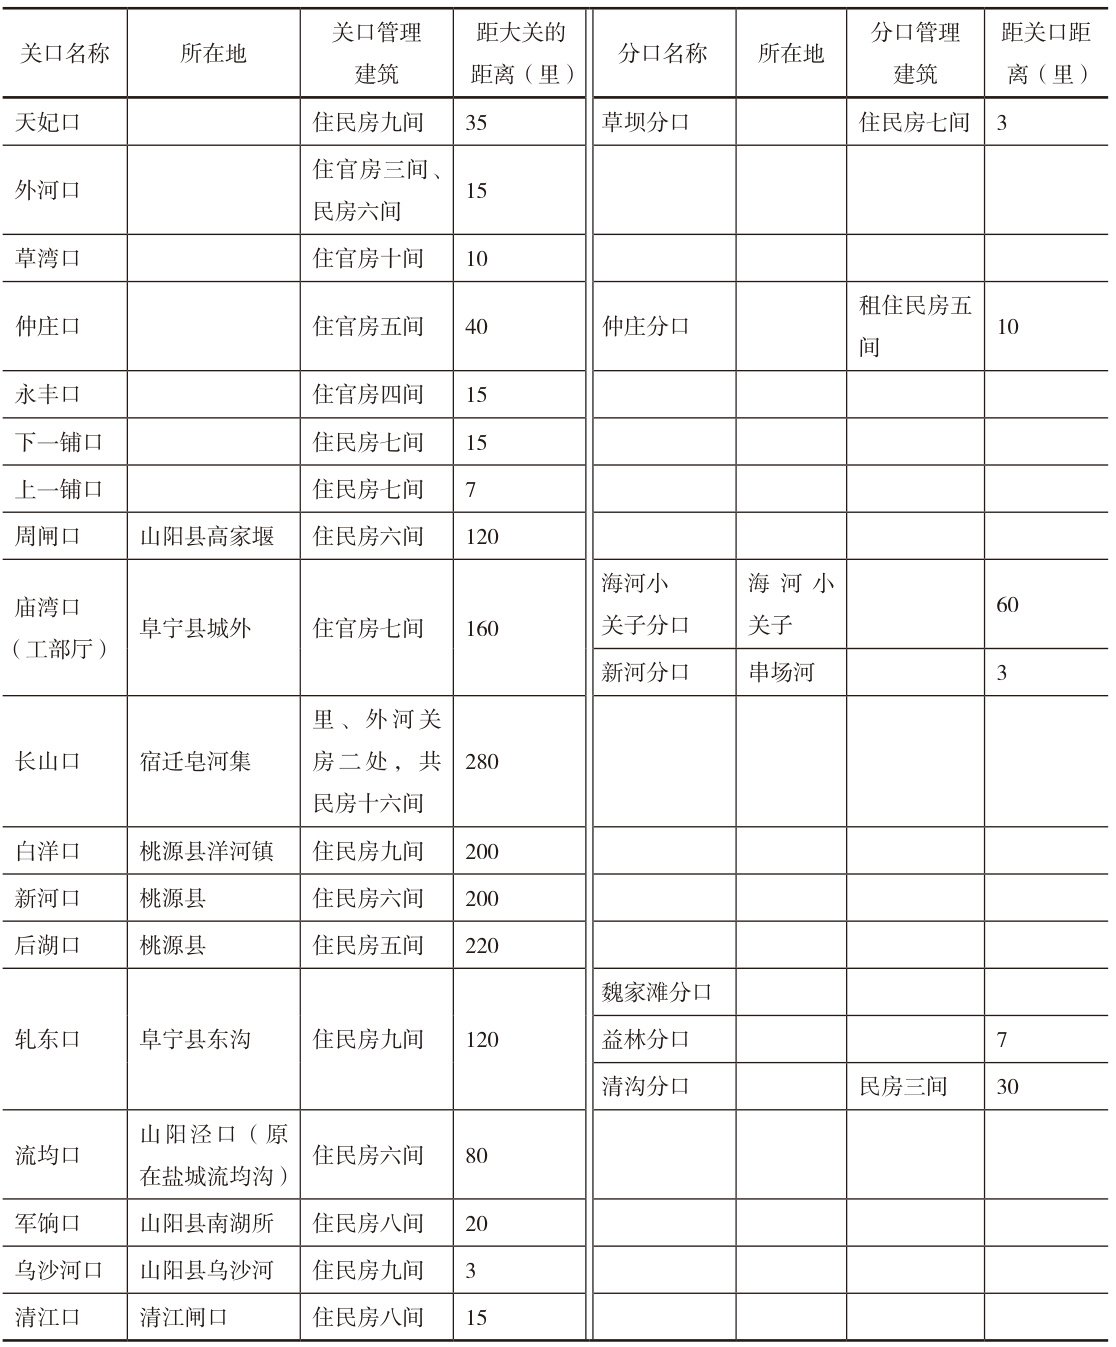 关口名称 所在地 关口管理建筑 距大关的距离（里） 分口名称 所在地 分口管理建筑 距关口距离（里）
天妃口 住民房九间 35 草坝分口 住民房七间 3
外河口 住官房三间、民房六间 15
草湾口 住官房十间 10
仲庄口 住官房五间 40 仲庄分口 租住民房五间 10
永丰口 住官房四间 15
下一铺口 住民房七间 15
上一铺口 住民房七间 7
周闸口 山阳县高家堰 住民房六间 120
庙湾口（工部厅） 阜宁县城外 住官房七间 160 海河小关子分口 海河小关子 60
新河分口 串场河 3
长山口 宿迁皂河集 里、外河关房二处，共民房十六间 280
白洋口 桃源县洋河镇 住民房九间 200
新河口 桃源县 住民房六间 200
后湖口 桃源县 住民房五间 220
轧东口 阜宁县东沟 住民房九间 120 魏家滩分口
益林分口 7
清沟分口 民房三间 30
流均口 山阳泾口（原在盐城流均沟） 住民房六间 80
军饷口 山阳县南湖所 住民房八间 20
乌沙河口 山阳县乌沙河 住民房九间 3
清江口 清江闸口 住民房八间 15